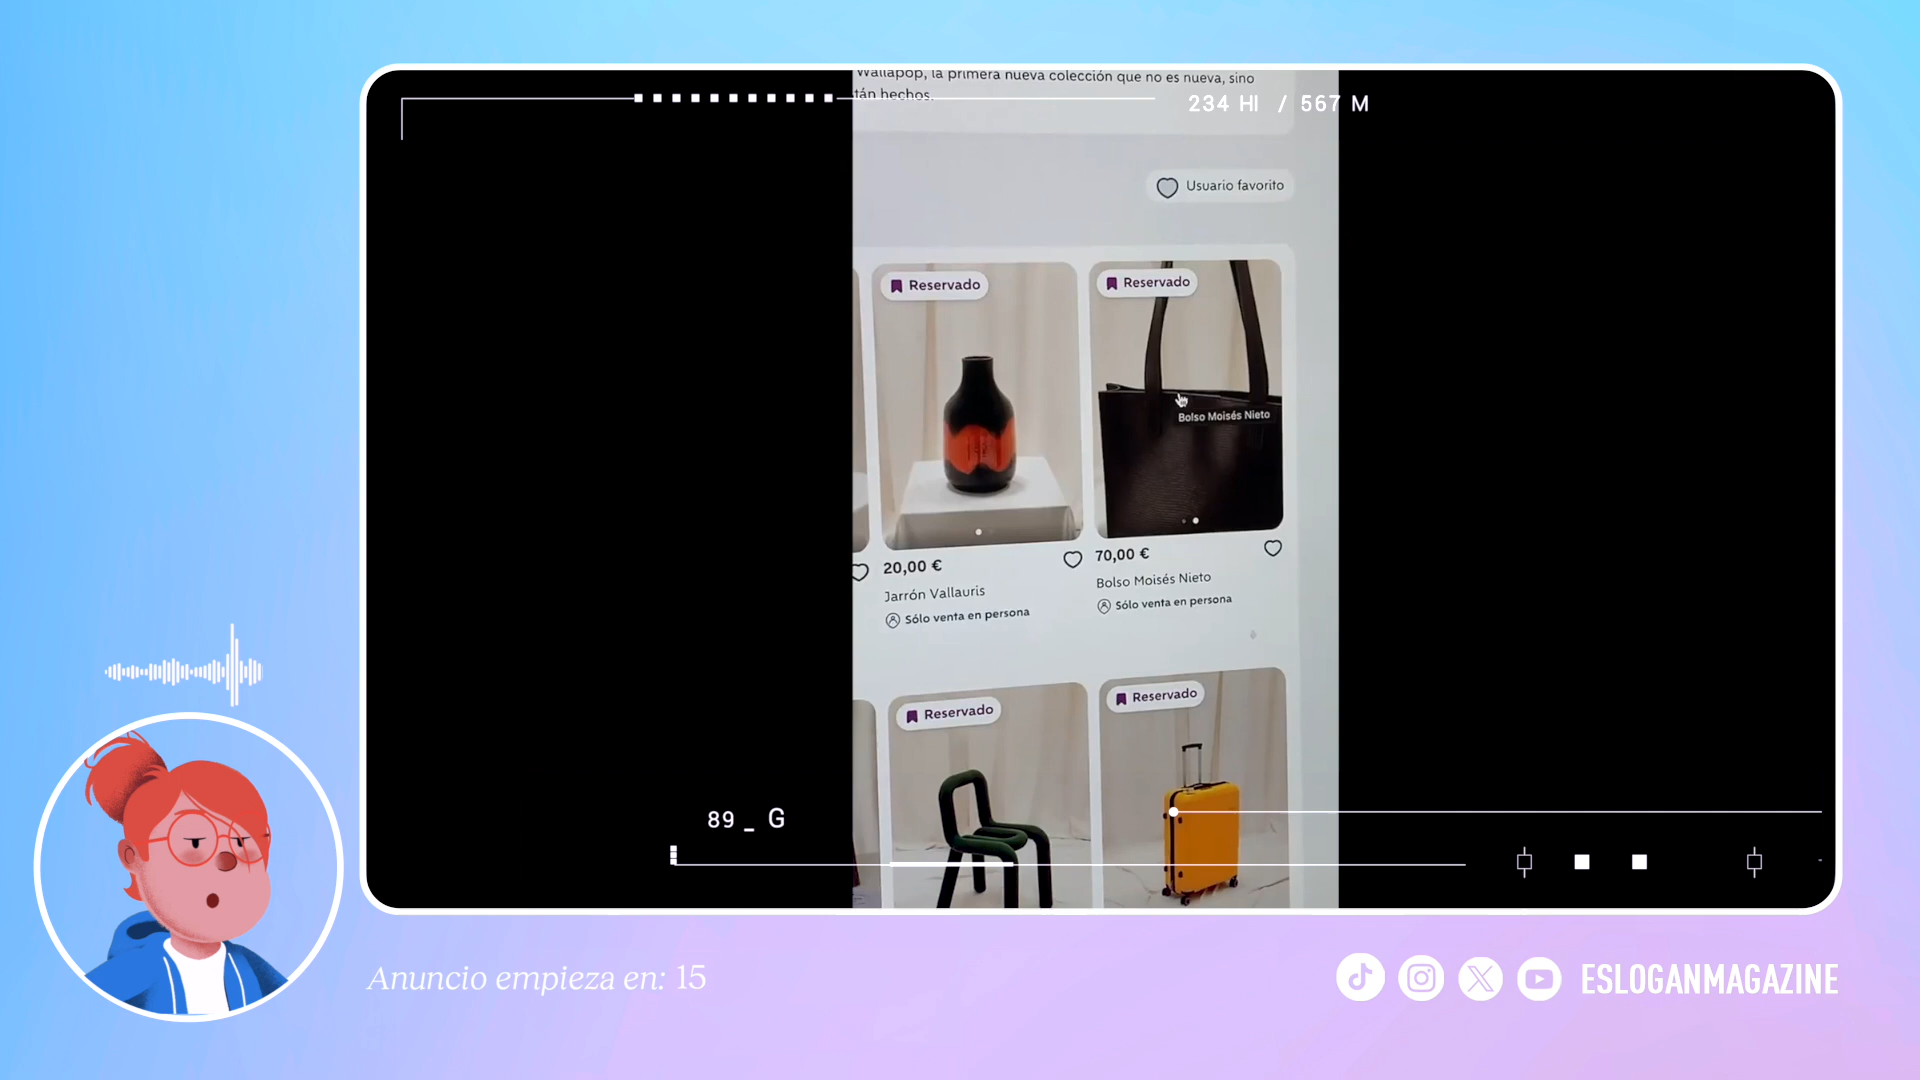 Wallapop, la primera nueva colección que no es nueva, sino
tán hechos.
234 HI / 567 M
Usuario favorito
Reservado
Reservado
Bolso Moisés Nieto
20,00 €
Jarrón Vallauris
Sólo venta en persona
70,00 €
Bolso Moisés Nieto
Sólo venta en persona
Reservado
Reservado
89 _ G
Anuncio empieza en: 15
ESLOGANMAGAZINE